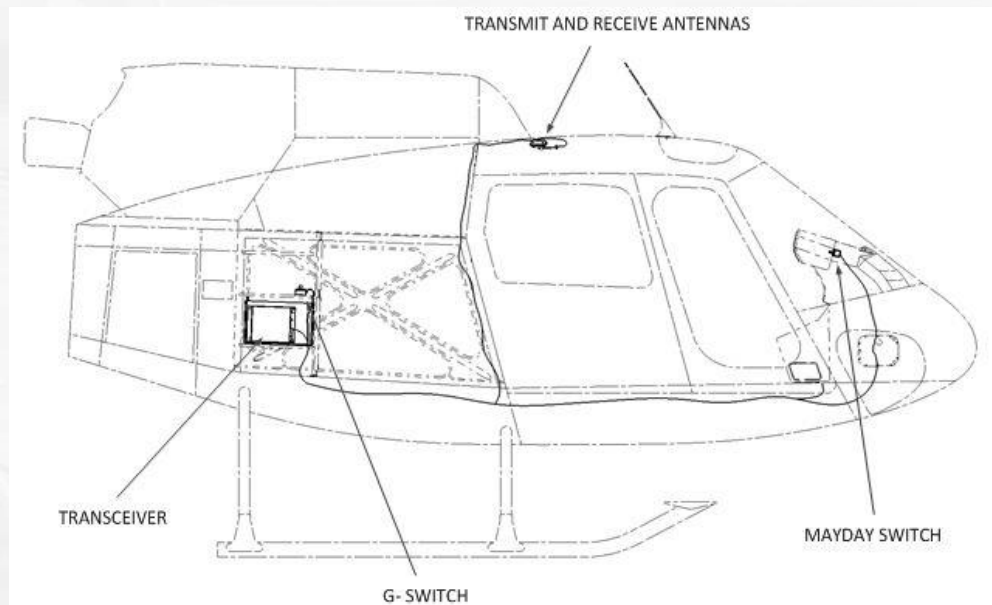 TRANSMIT AND RECEIVE ANTENNAS
TRANSCEIVER
MAYDAY SWITCH
G- SWITCH